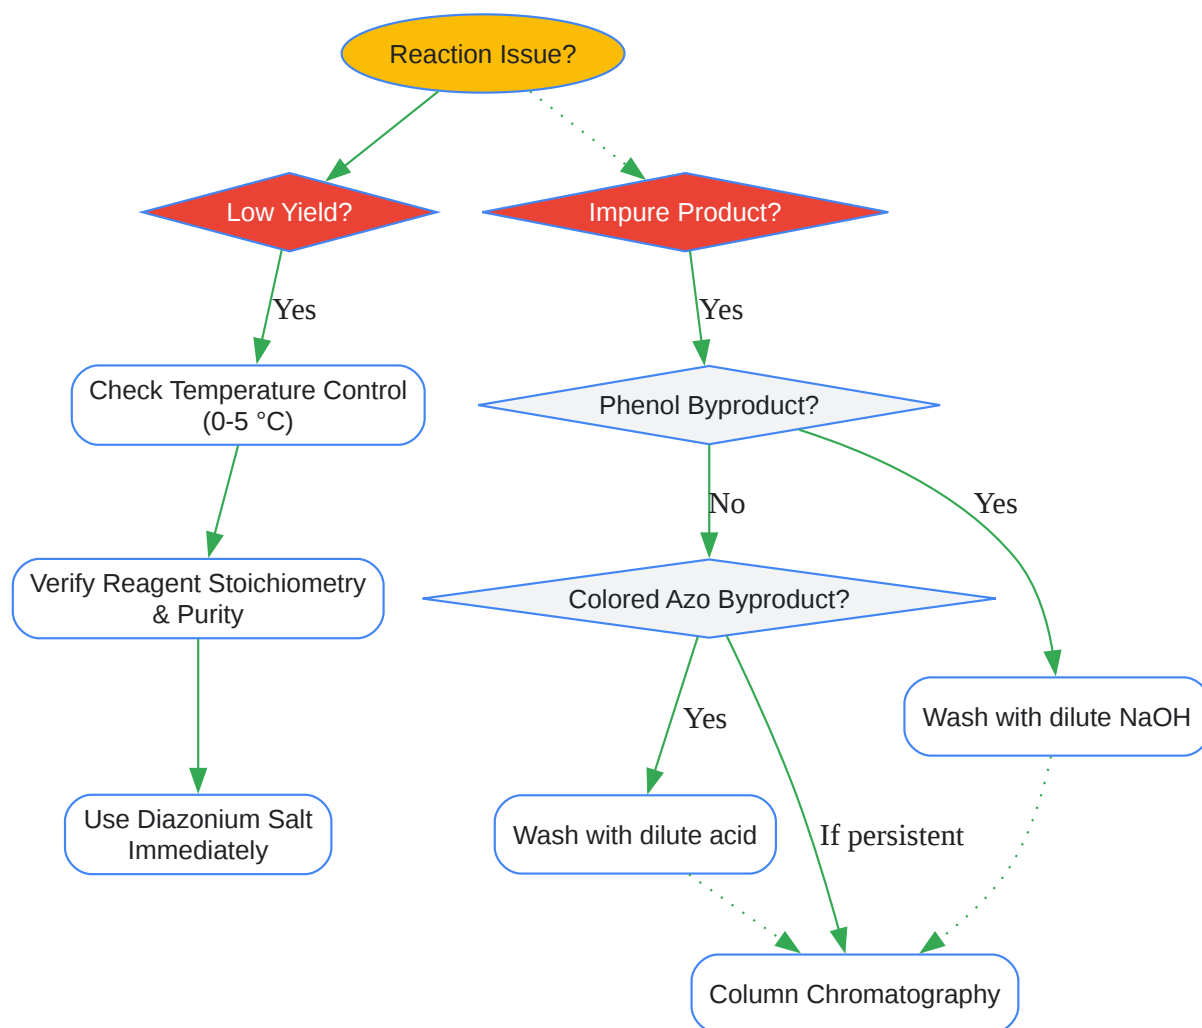 Reaction Issue?
Low Yield?
Impure Product?
Yes
Yes
Check Temperature Control
(0-5 °C)
Phenol Byproduct?
No
Yes
Verify Reagent Stoichiometry
& Purity
Colored Azo Byproduct?
Yes
Wash with dilute NaOH
Use Diazonium Salt
Immediately
Wash with dilute acid
If persistent
Column Chromatography